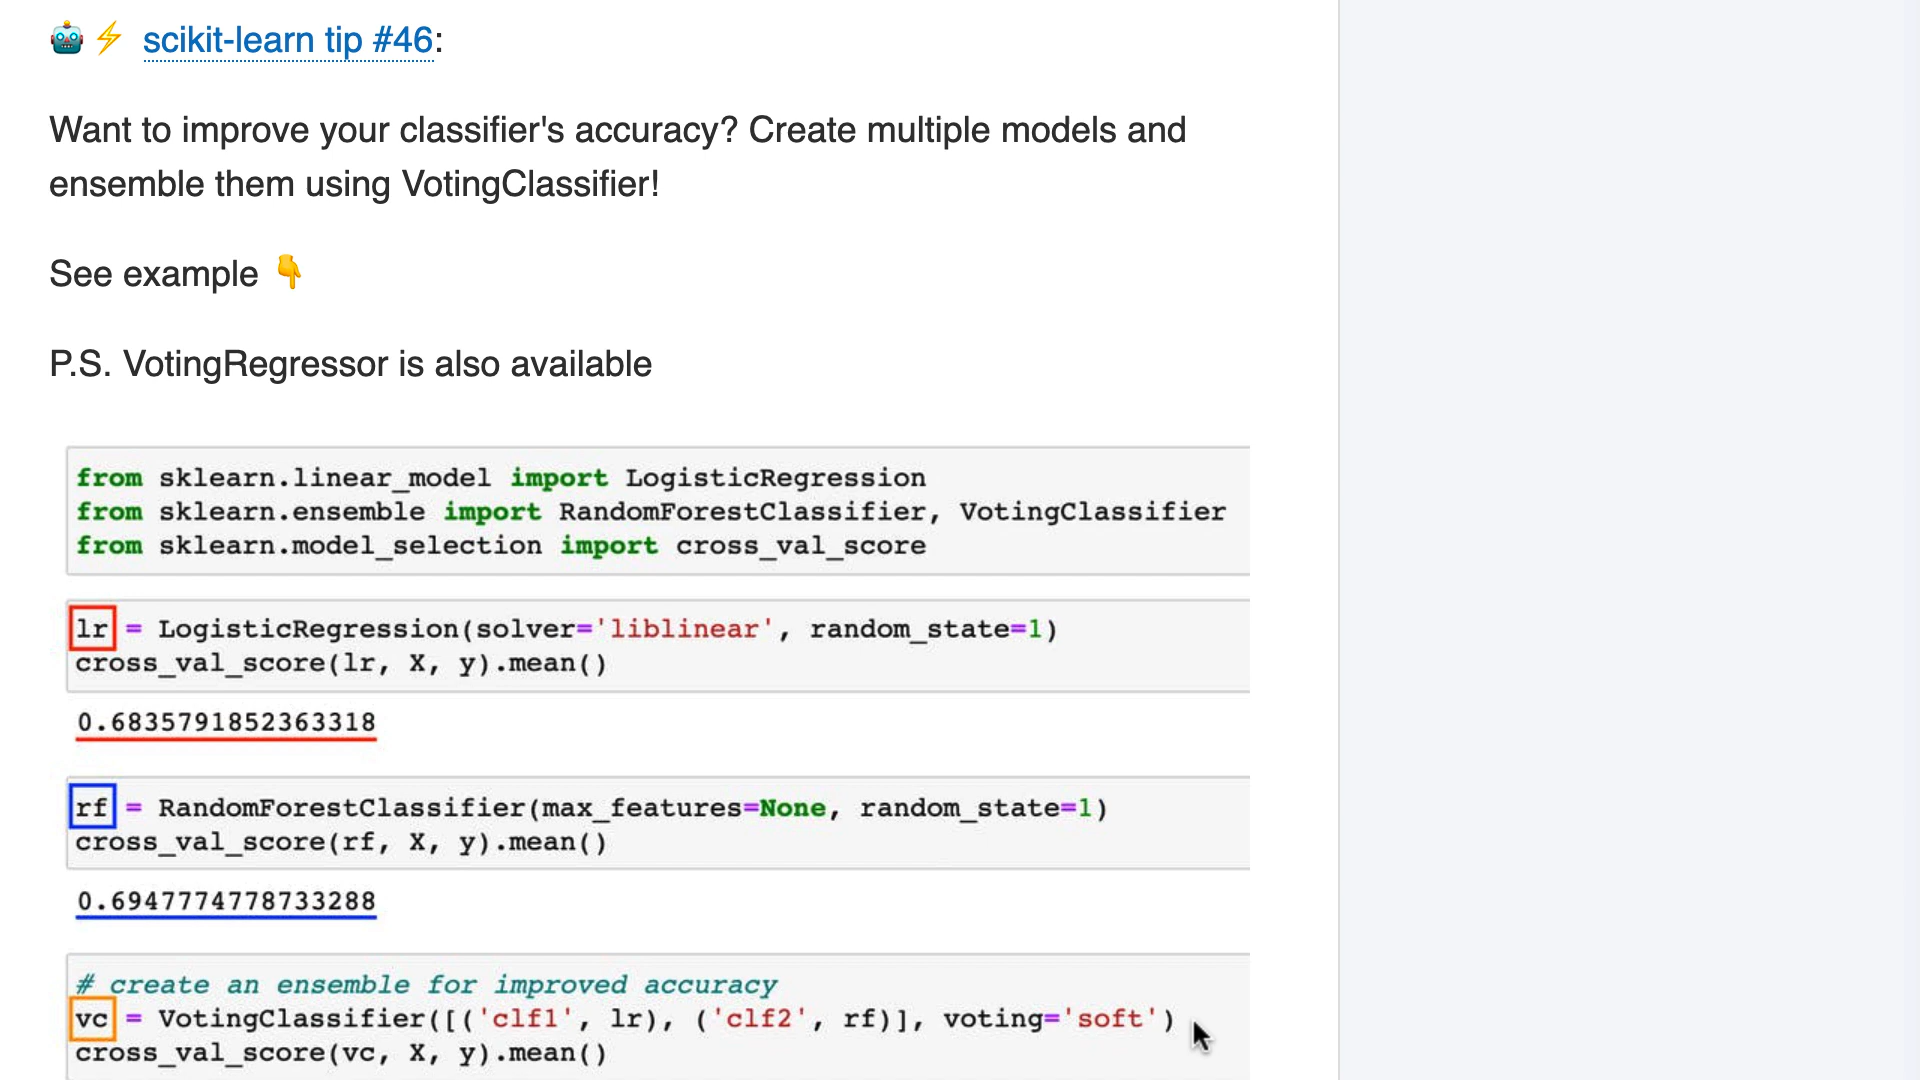 🤖⚡ scikit-learn tip #46:
Want to improve your classifier's accuracy? Create multiple models and
ensemble them using VotingClassifier!
See example 👇
P.S. VotingRegressor is also available
from sklearn.linear_model import LogisticRegression
from sklearn.ensemble import RandomForestClassifier, VotingClassifier
from sklearn.model_selection import cross_val_score
lr = LogisticRegression(solver='liblinear', random_state=1)
cross_val_score(lr, X, y).mean()
0.6835791852363318
rf = RandomForestClassifier(max_features=None, random_state=1)
cross_val_score(rf, X, y).mean()
0.6947774778733288
# create an ensemble for improved accuracy
vc = VotingClassifier([('clf1', lr), ('clf2', rf)], voting='soft')
cross_val_score(vc, X, y).mean()